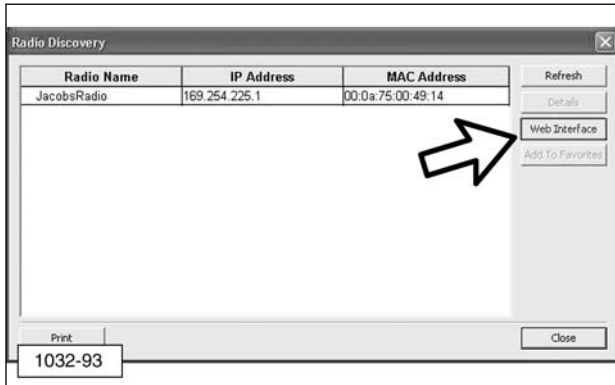 Radio Discovery
Radio Name IP Address MAC Address
JacobsRadio 169.254.225.1 00:0a:75:00:49:14
Refresh
Details
Web Interface
Add To Favorites
Print
Close
1032-93